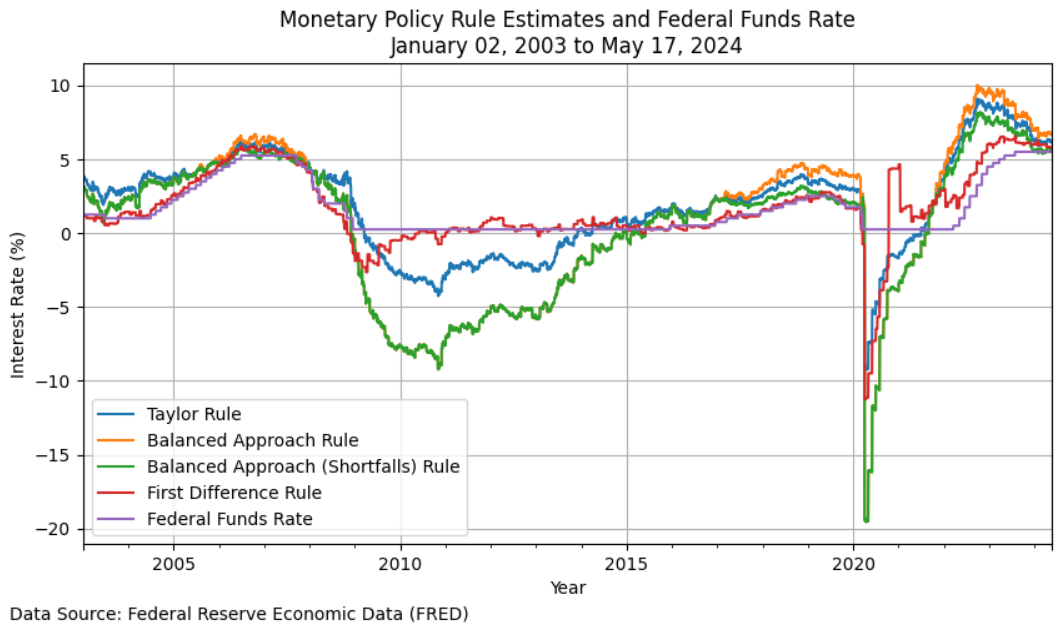 Monetary Policy Rule Estimates and Federal Funds Rate
January 02, 2003 to May 17, 2024
10
5
0
−5
−10
−15
−20
Interest Rate (%)
Taylor Rule
Balanced Approach Rule
Balanced Approach (Shortfalls) Rule
First Difference Rule
Federal Funds Rate
2005
2010
2015
2020
Year
Data Source: Federal Reserve Economic Data (FRED)